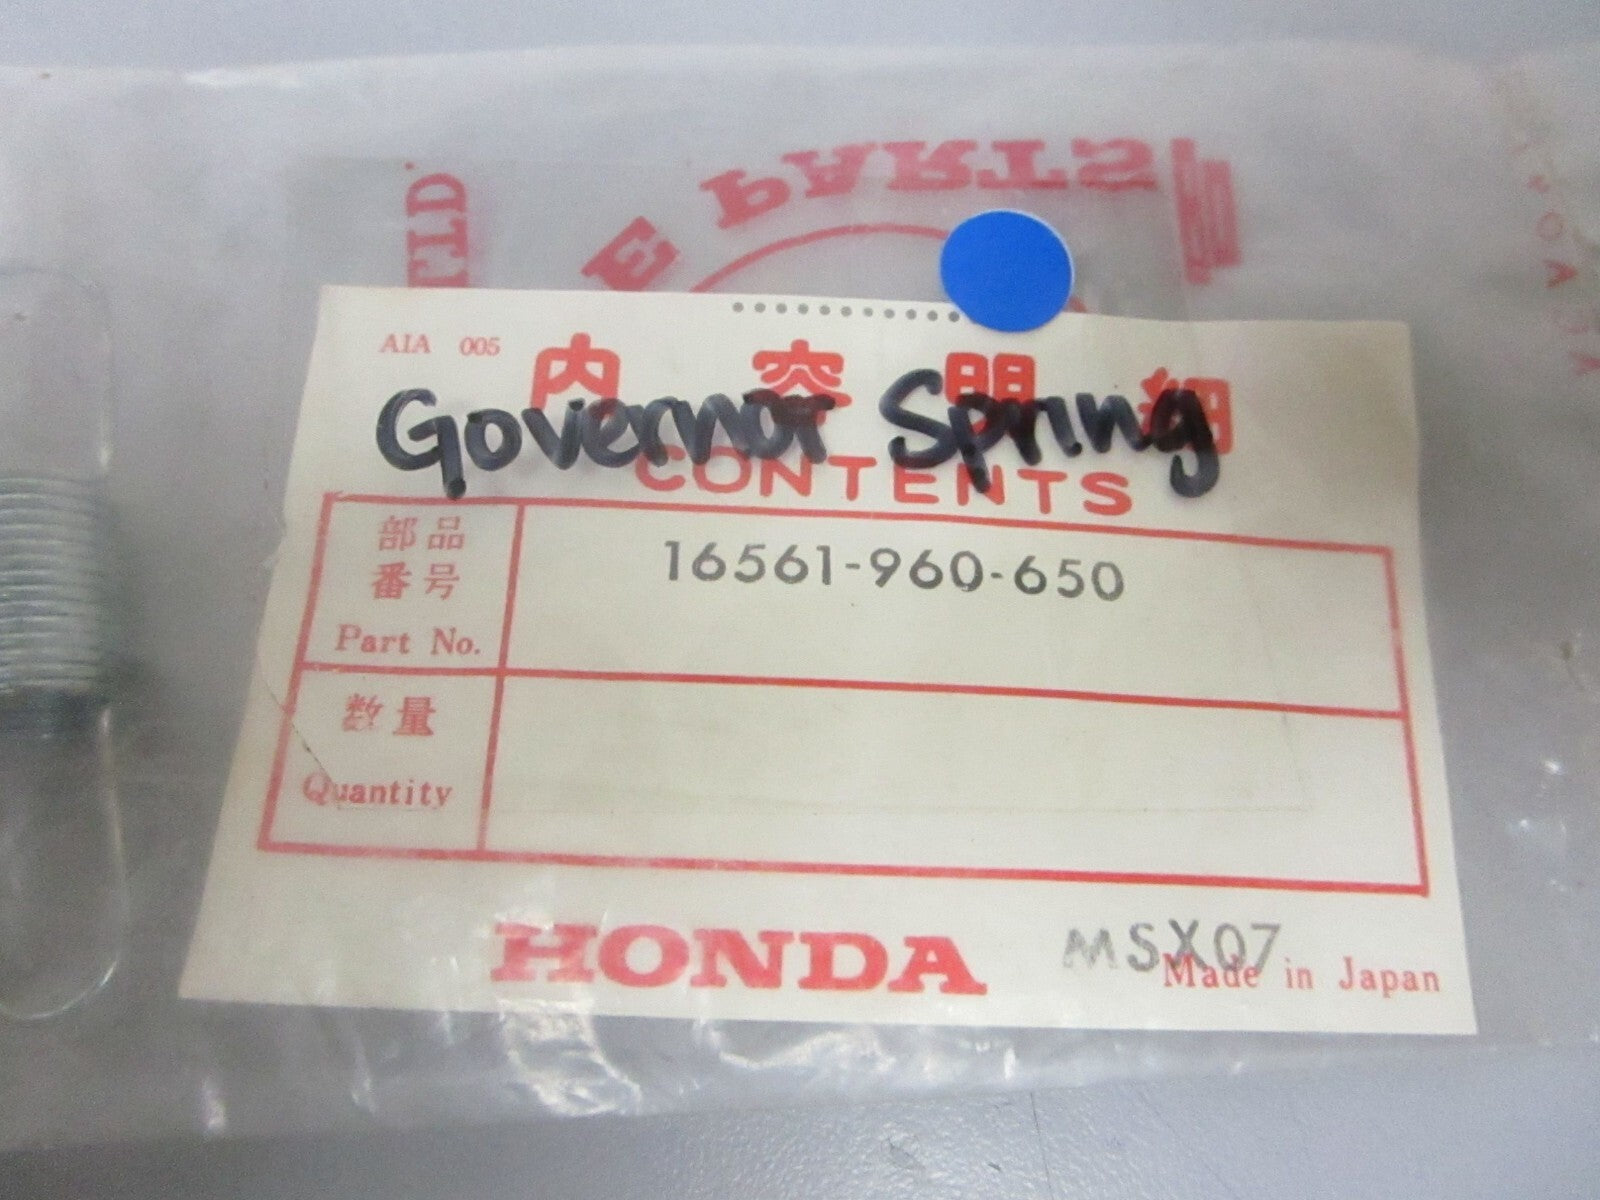 PARTS
AIA 005
内容明細
Governor Spring
CONTENTS
部品
番号
Part No.
16561-960-650
数量
Quantity
HONDA
MSX07
Made in Japan